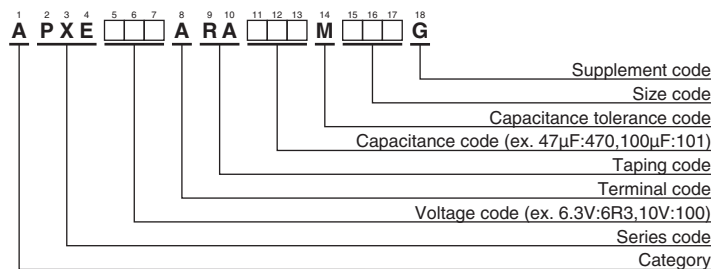 1 2 3 4 5 6 7 8 9 10 11 12 13 14 15 16 17 18
A P X E A R A M G
Supplement code
Size code
Capacitance tolerance code
Capacitance code (ex. 47µF:470,100µF:101)
Taping code
Terminal code
Voltage code (ex. 6.3V:6R3,10V:100)
Series code
Category